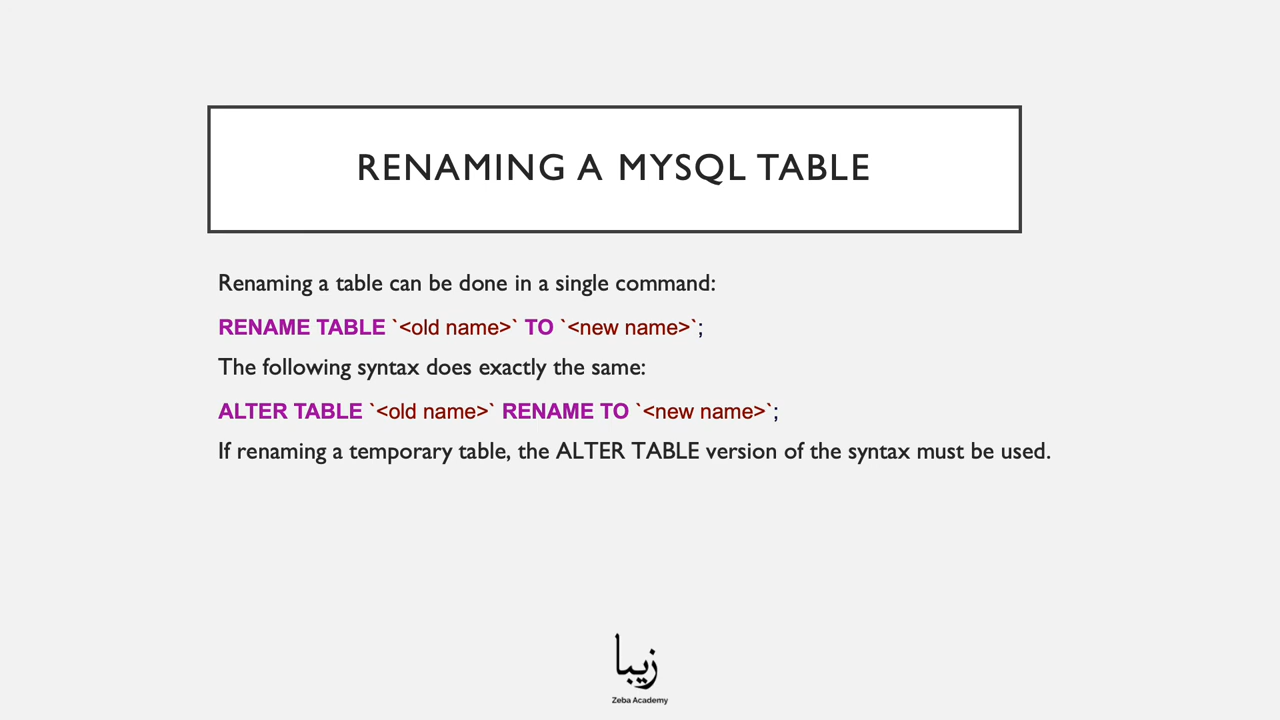 RENAMING A MYSQL TABLE
Renaming a table can be done in a single command:
RENAME TABLE `<old name>` TO `<new name>`;
The following syntax does exactly the same:
ALTER TABLE `<old name>` RENAME TO `<new name>`;
If renaming a temporary table, the ALTER TABLE version of the syntax must be used.
زیبا
Zeba Academy